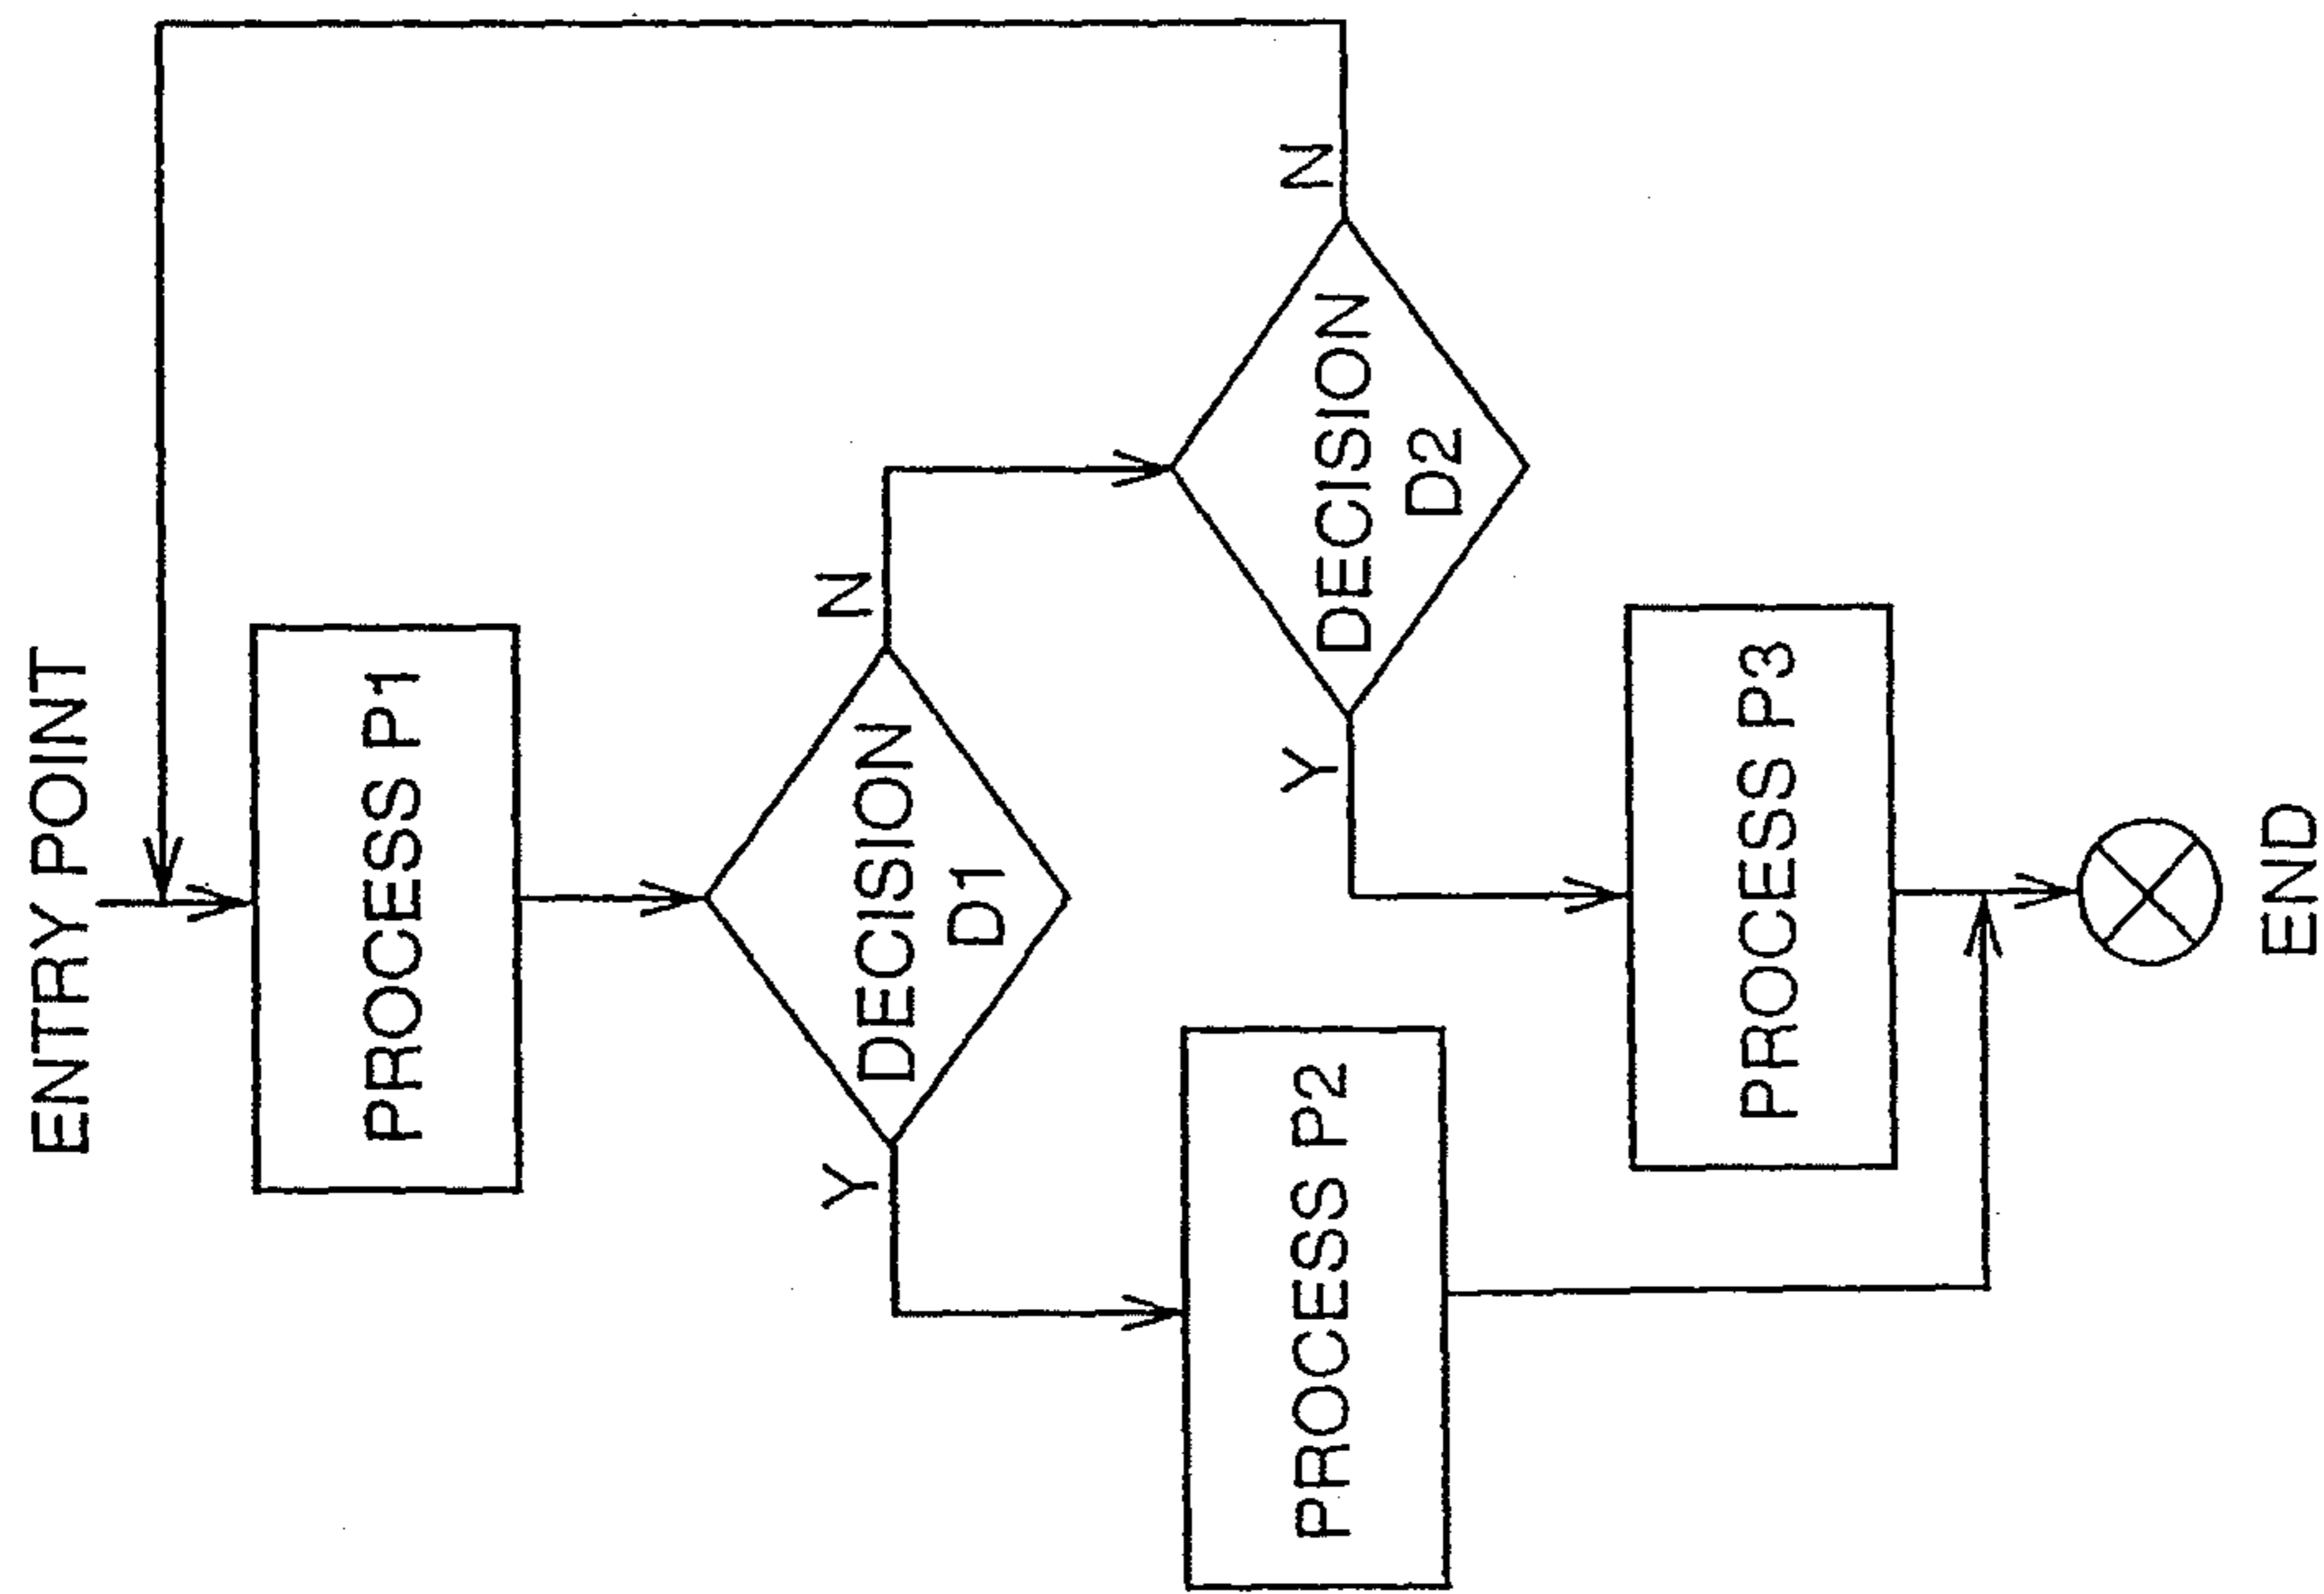 ENTRY POINT
PROCESS P1
DECISION
D1
Y
N
DECISION
D2
Y
N
PROCESS P2
PROCESS P3
END